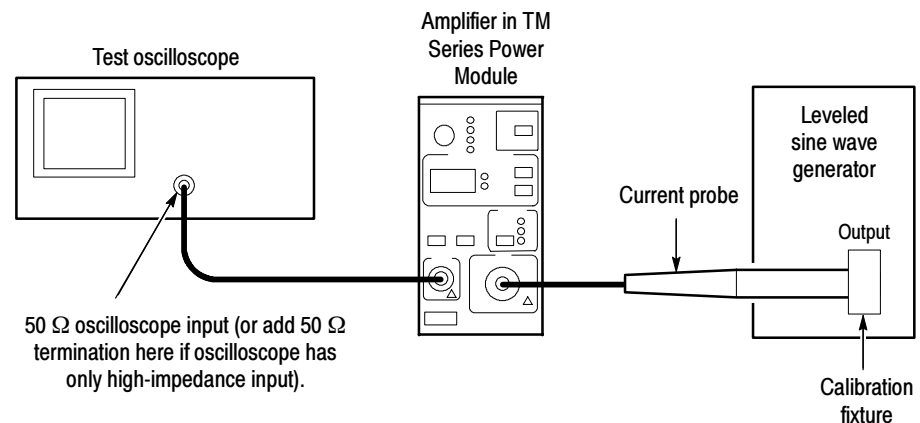 Amplifier in TM
Series Power
Module
Test oscilloscope
Leveled
sine wave
generator
Current probe
Output
50 Ω oscilloscope input (or add 50 Ω
termination here if oscilloscope has
only high-impedance input).
Calibration
fixture